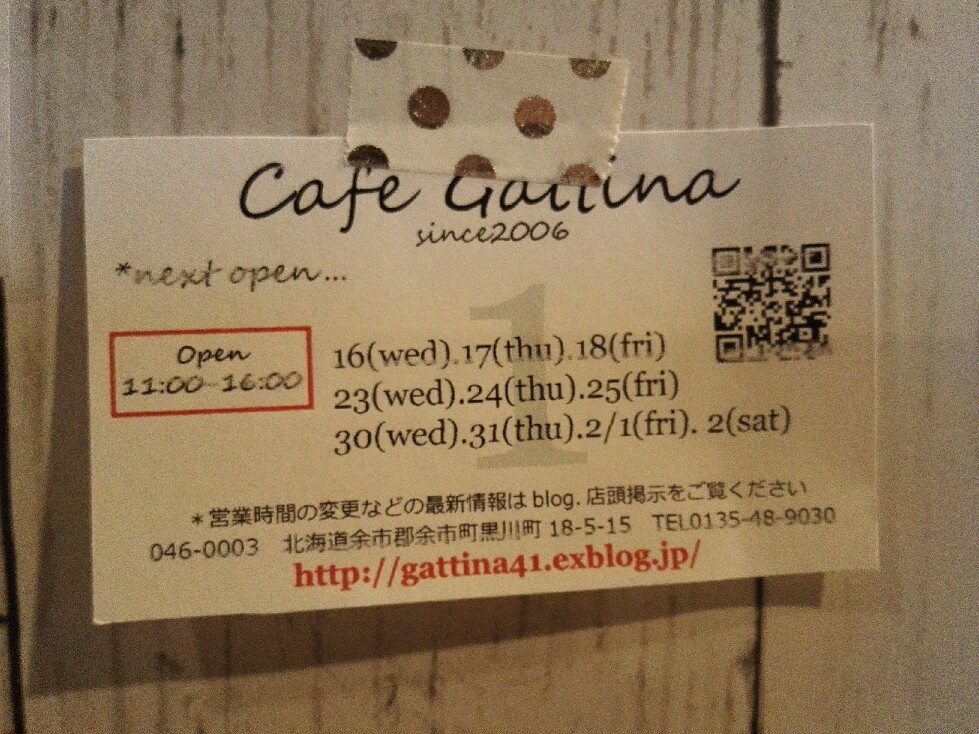 Cafe Gattina
since2006
*next open...
Open
11:00-16:00
1
16(wed).17(thu).18(fri)
23(wed).24(thu).25(fri)
30(wed).31(thu).2/1(fri). 2(sat)
*営業時間の変更などの最新情報はblog.店頭掲示をご覧ください
046-0003 北海道余市郡余市町黒川町 18-5-15 TEL0135-48-9030
http://gattina41.exblog.jp/